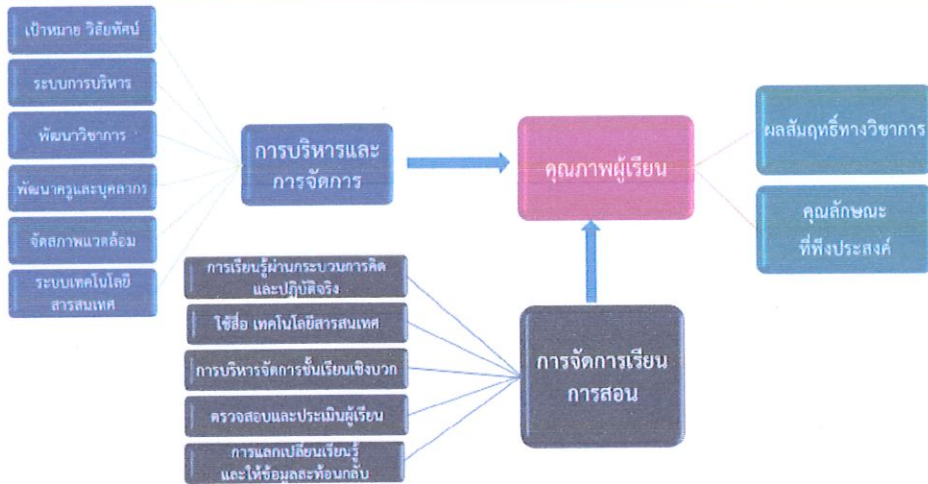 เป้าหมาย วิสัยทัศน์
ระบบการบริหาร
พัฒนาวิชาการ
พัฒนาครูและบุคลากร
จัดสภาพแวดล้อม
ระบบเทคโนโลยี
สารสนเทศ
การบริหารและ
การจัดการ
คุณภาพผู้เรียน
ผลสัมฤทธิ์ทางวิชาการ
คุณลักษณะ
ที่พึงประสงค์
การเรียนรู้ผ่านกระบวนการคิด
และปฏิบัติจริง
ใช้สื่อ เทคโนโลยีสารสนเทศ
การบริหารจัดการชั้นเรียนเชิงบวก
ตรวจสอบและประเมินผู้เรียน
การแลกเปลี่ยนเรียนรู้
และให้ข้อมูลสะท้อนกลับ
การจัดการเรียน
การสอน